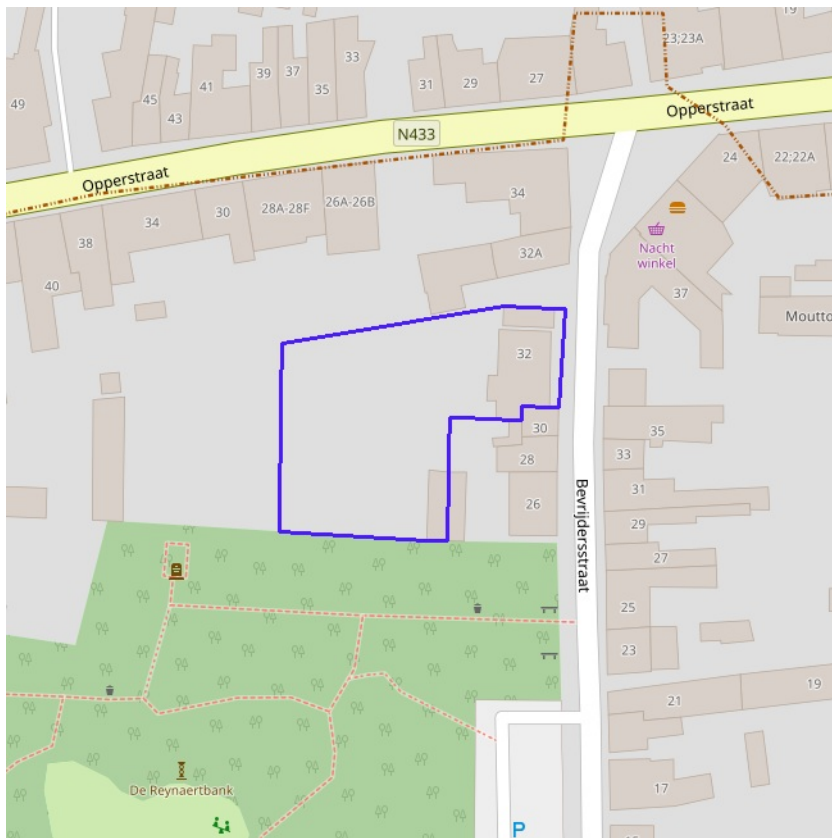 23;23A
19
33
39
37
41
35
31
29
27
49
45
43
N433
Opperstraat
Opperstraat
24
22;22A
34
26A-26B
28A-28F
30
34
38
40
32A
Nacht
winkel
37
Moutto
32
30
28
26
35
33
31
29
27
25
23
Bevrijdersstraat
21
19
17
De Reynaertbank
P